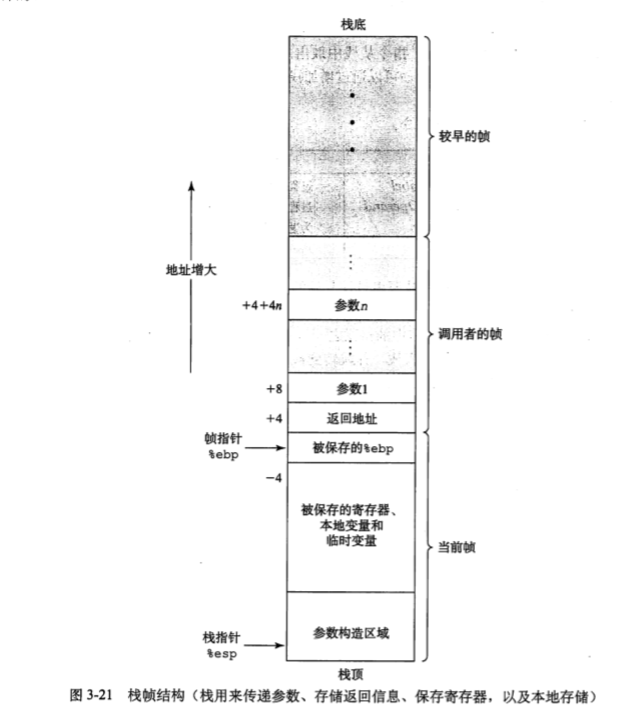 栈底
较早的帧
地址增大
+4+4n
参数n
调用者的帧
+8
参数1
+4
返回地址
帧指针
%ebp
被保存的%ebp
-4
被保存的寄存器、
本地变量和
临时变量
当前帧
栈指针
%esp
参数构造区域
栈顶
图 3-21 栈帧结构（栈用来传递参数、存储返回信息、保存寄存器，以及本地存储）